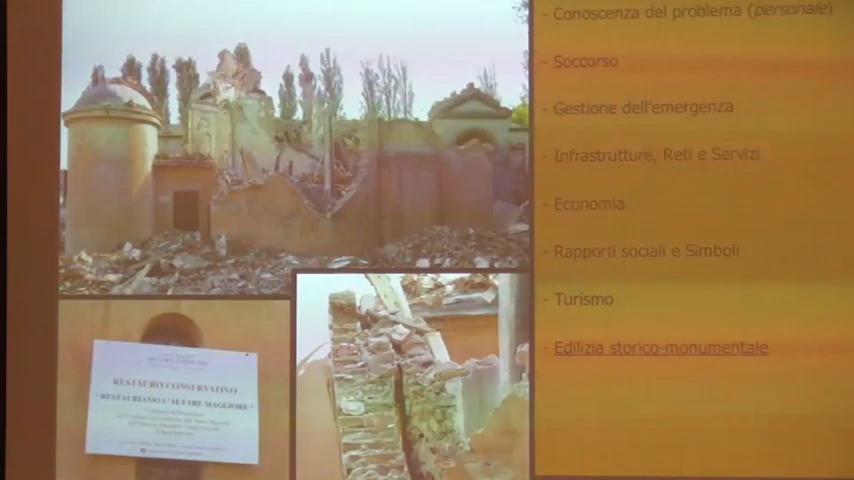 - Conoscenza del problema (personale)
- Soccorso
- Gestione dell'emergenza
- Infrastrutture, Reti e Servizi
- Economia
- Rapporti sociali e Simboli
- Turismo
- Edilizia storico-monumentale
RESTAURO CONSERVATIVO
"RESTAURIAMO L'ALTARE MAGGIORE"